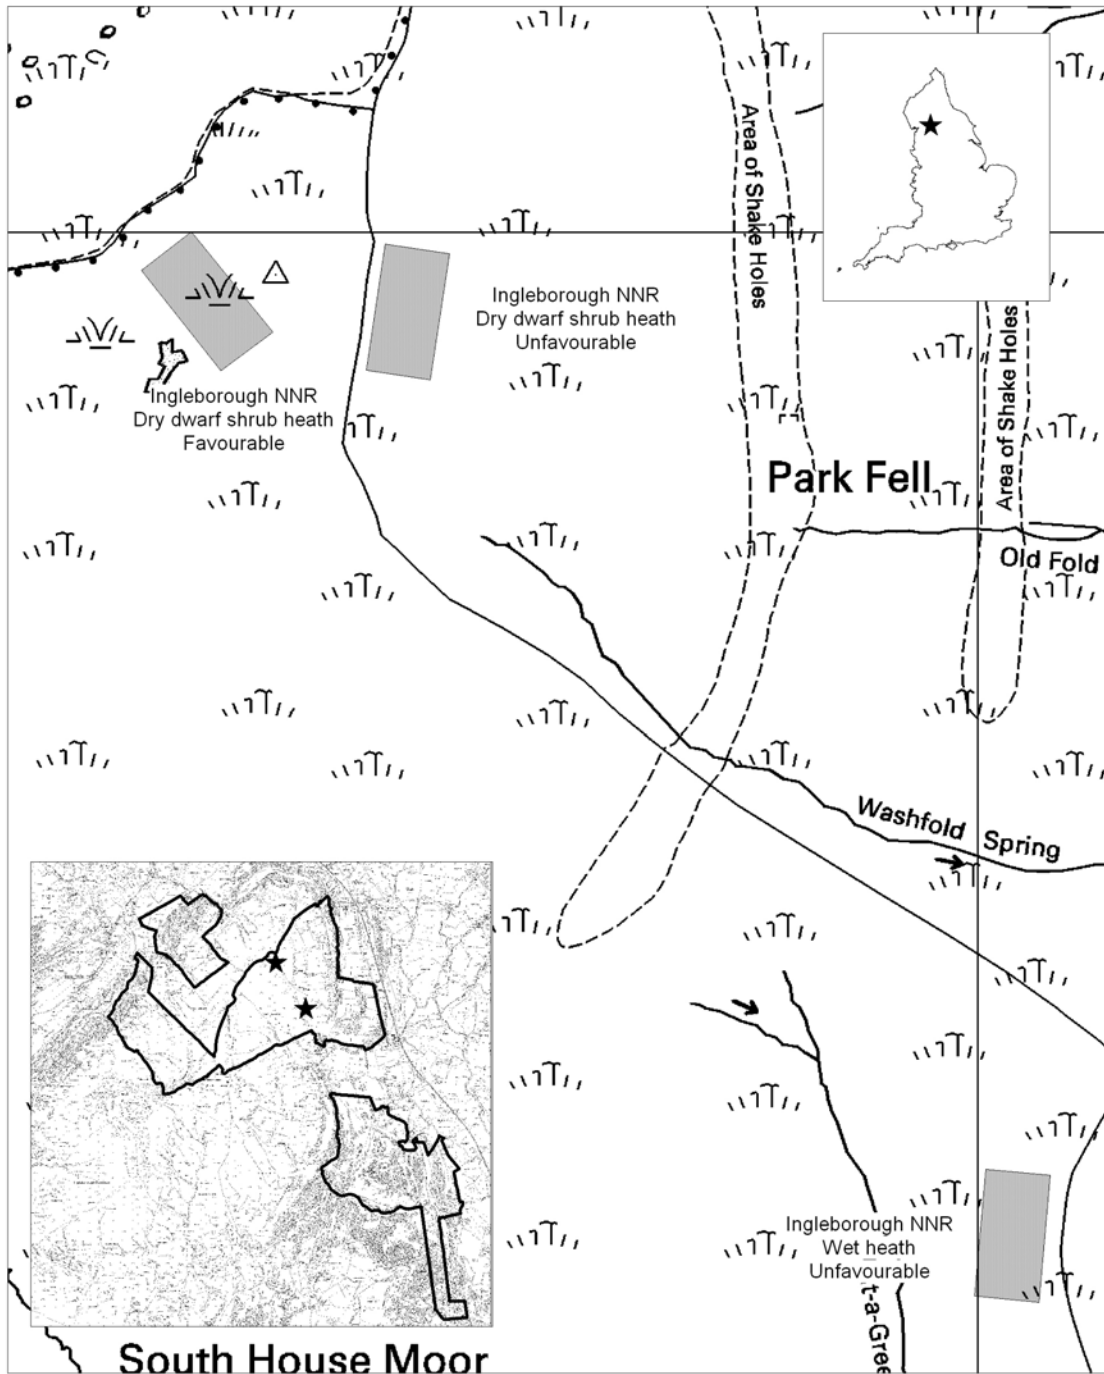 Area of Shake Holes
Ingleborough NNR
Dry dwarf shrub heath
Unfavourable
Area of Shake Holes
Ingleborough NNR
Dry dwarf shrub heath
Favourable
Park Fell
Old Fold
Washfold Spring
Ingleborough NNR
Wet heath
Unfavourable
t-a-Gree
South House Moor